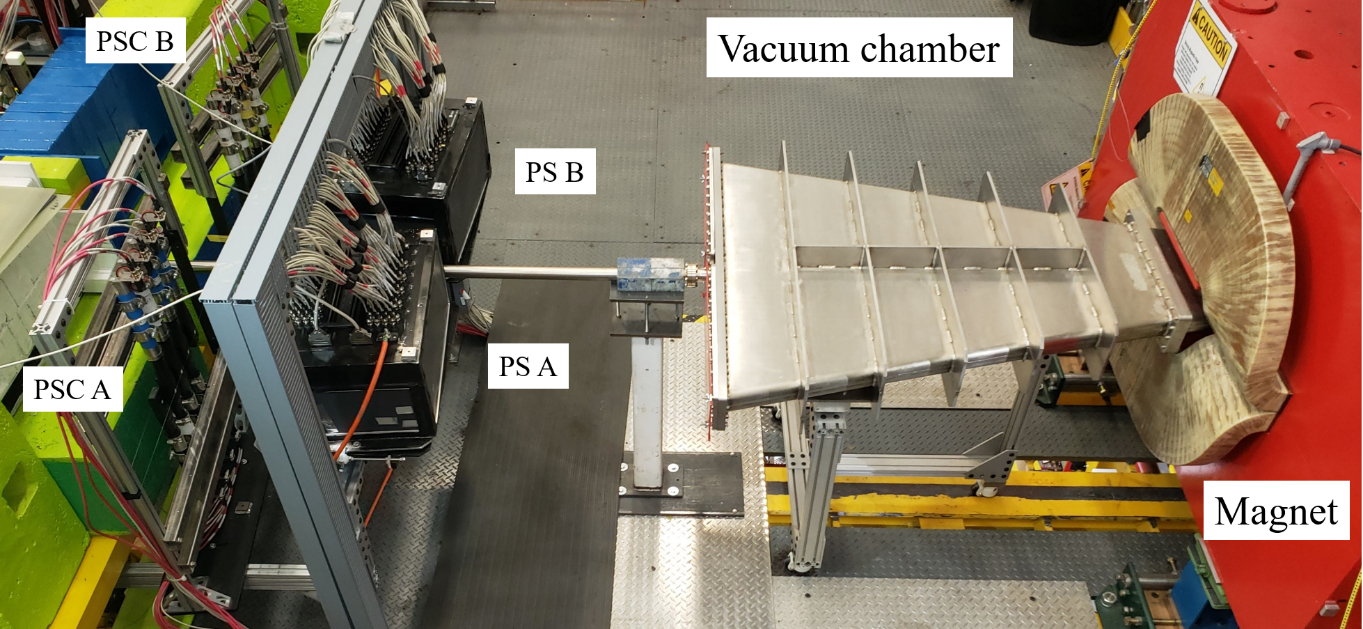 PSC B
Vacuum chamber
CAUTION
PS B
PS A
PSC A
Magnet